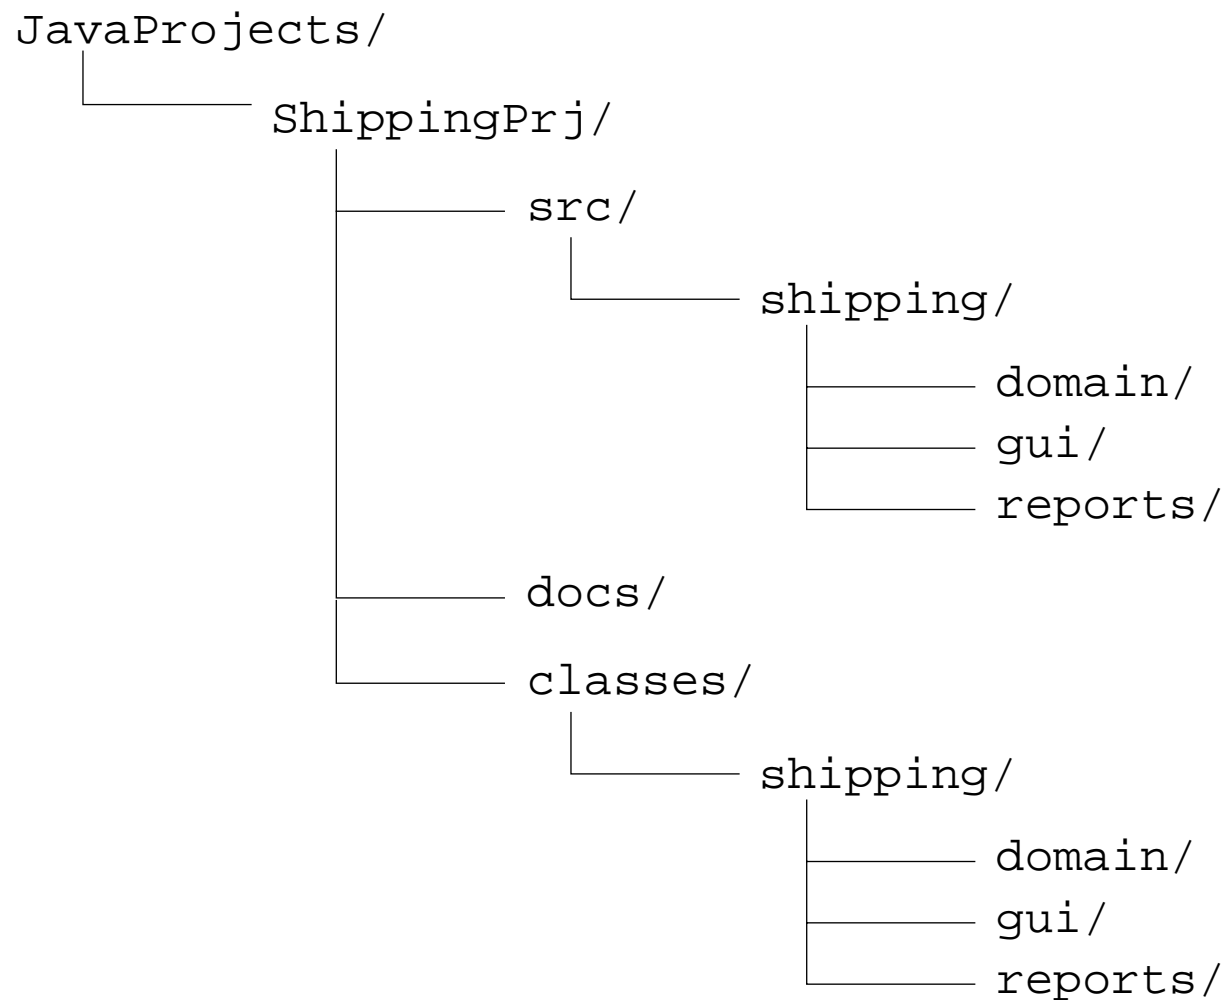 JavaProjects/
ShippingPrj/
src/
shipping/
domain/
gui/
reports/
docs/
classes/
shipping/
domain/
gui/
reports/